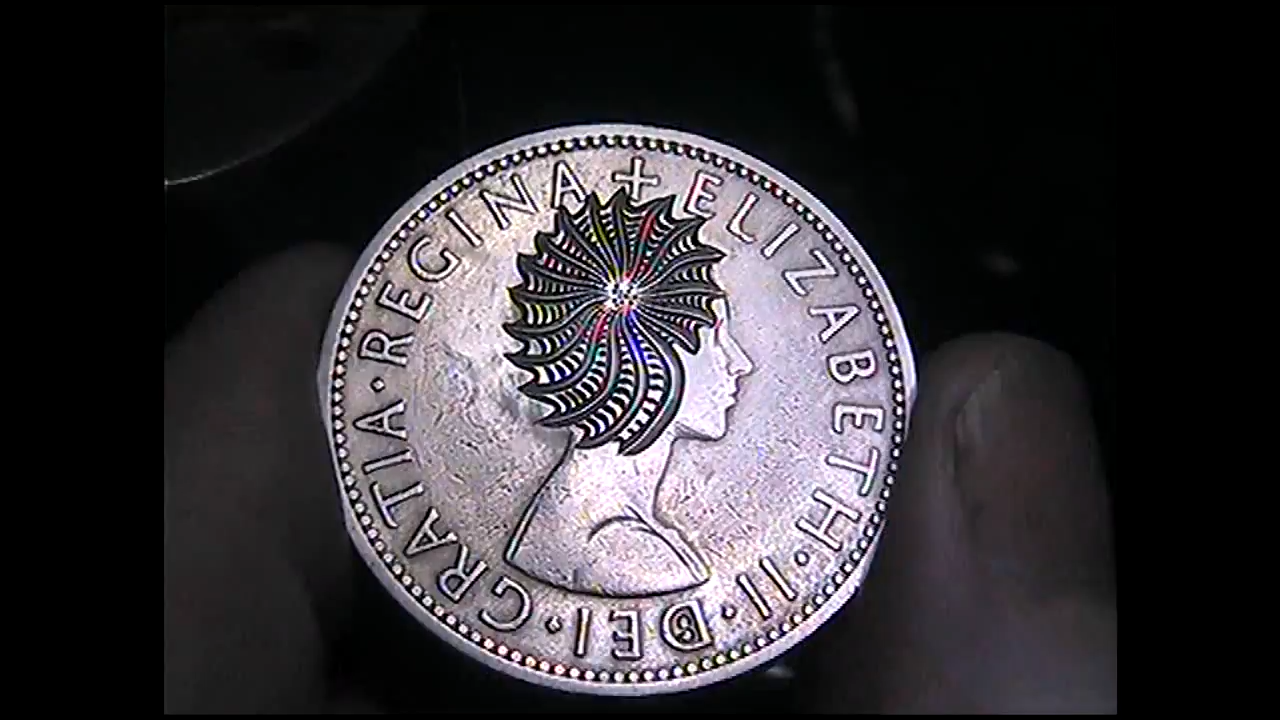 + ELIZABETH · II · DEI · GRATIA · REGINA